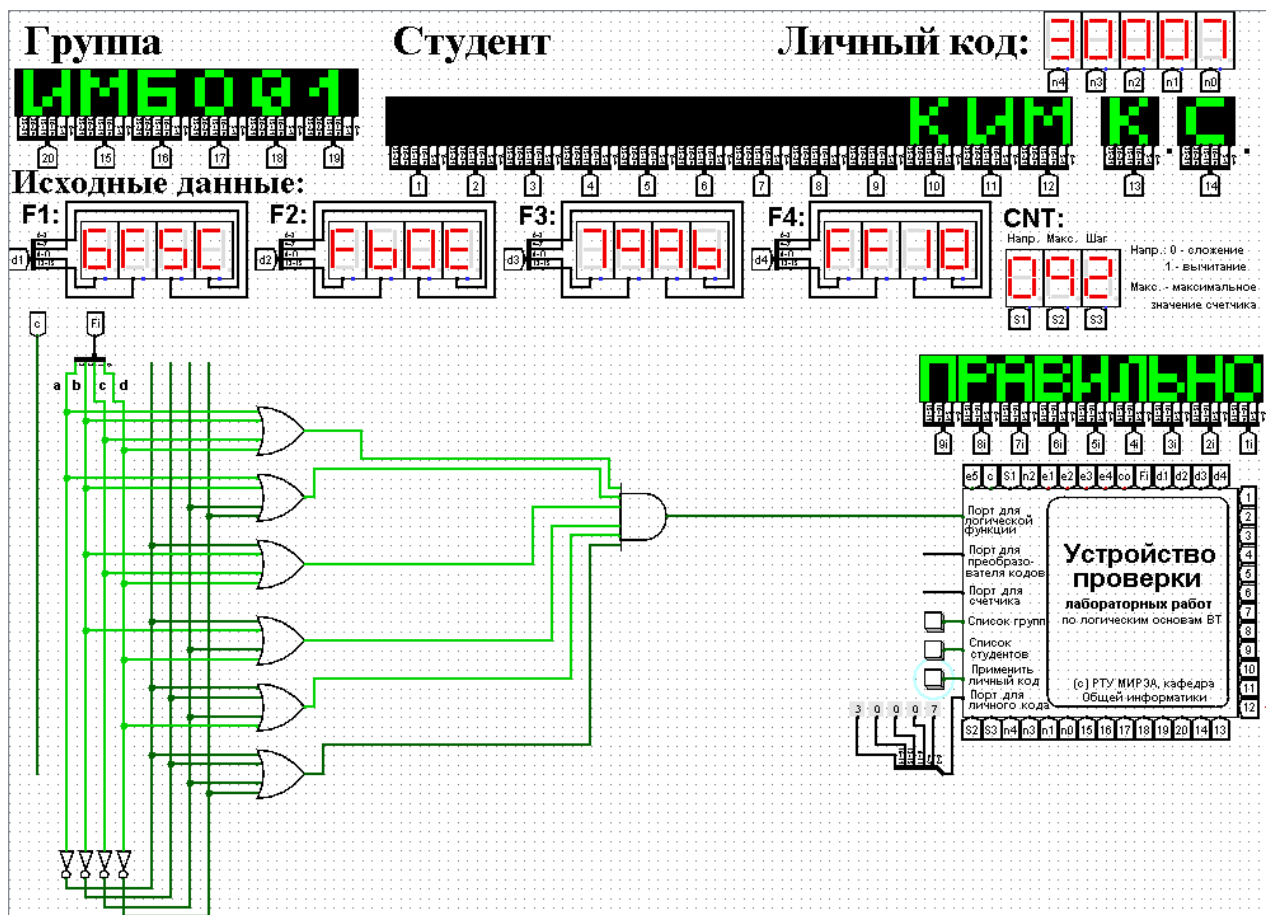 Группа Студент Личный код: 30007
n4 n3 n2 n1 n0
ИМБО01 КИМ К. С.
20 15 16 17 18 19
1 2 3 4 5 6 7 8 9 10 11 12 13 14
Исходные данные:
F1: F2: F3: F4: CNT:
Напр. Макс. Шаг
d1 6F5C d2 Fb0E d3 79Ab d4 FF18 092
Напр.: 0 - сложение
1 - вычитание
Макс. - максимальное
значение счетчика
S1 S2 S3
c Fi
a b c d
ПРАВИЛЬНО
9i 8i 7i 6i 5i 4i 3i 2i 1i
e5 c S1 n2 e1 e2 e3 e4 co Fi d1 d2 d3 d4
Порт для
логической
функции
Порт для
преобразо-
вателя кодов
Порт для
счётчика
Список групп
Список
студентов
Применить
личный код
Порт для
личного кода
Устройство
проверки
лабораторных работ
по логическим основам ВТ
(с) РТУ МИРЭА, кафедра
Общей информатики
1
2
3
4
5
6
7
8
9
10
11
12
3 0 0 0 7
S2 S3 n4 n3 n1 n0 15 16 17 18 19 20 14 13